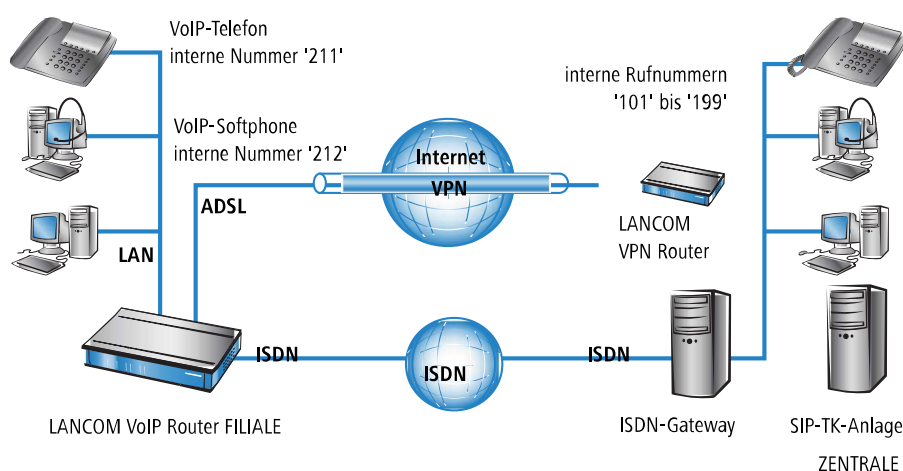 VoIP-Telefon
interne Nummer '211'
interne Rufnummern
'101' bis '199'
VoIP-Softphone
interne Nummer '212'
Internet
VPN
ADSL
LAN
LANCOM
VPN Router
ISDN
ISDN
ISDN
LANCOM VoIP Router FILIALE
ISDN-Gateway
SIP-TK-Anlage
ZENTRALE